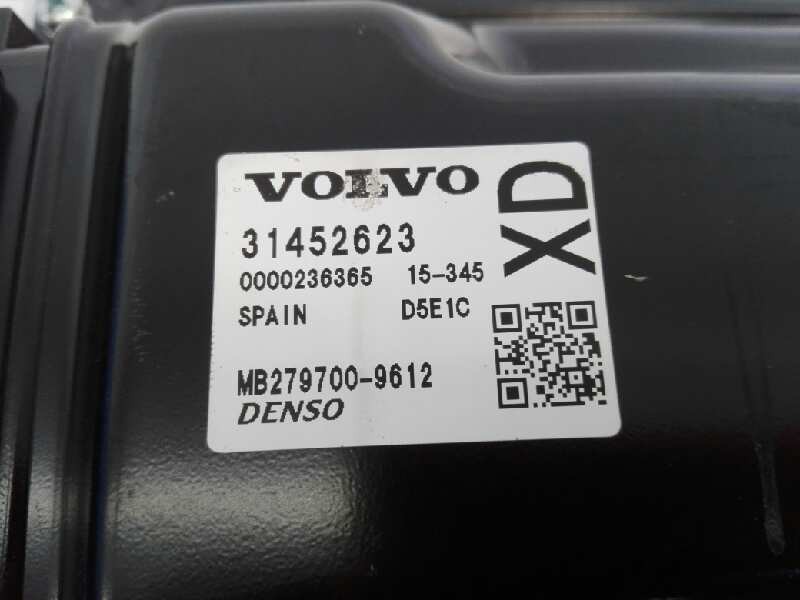 VOLVO
31452623
0000236365 15-345
SPAIN D5E1C
XD
MB279700-9612
DENSO